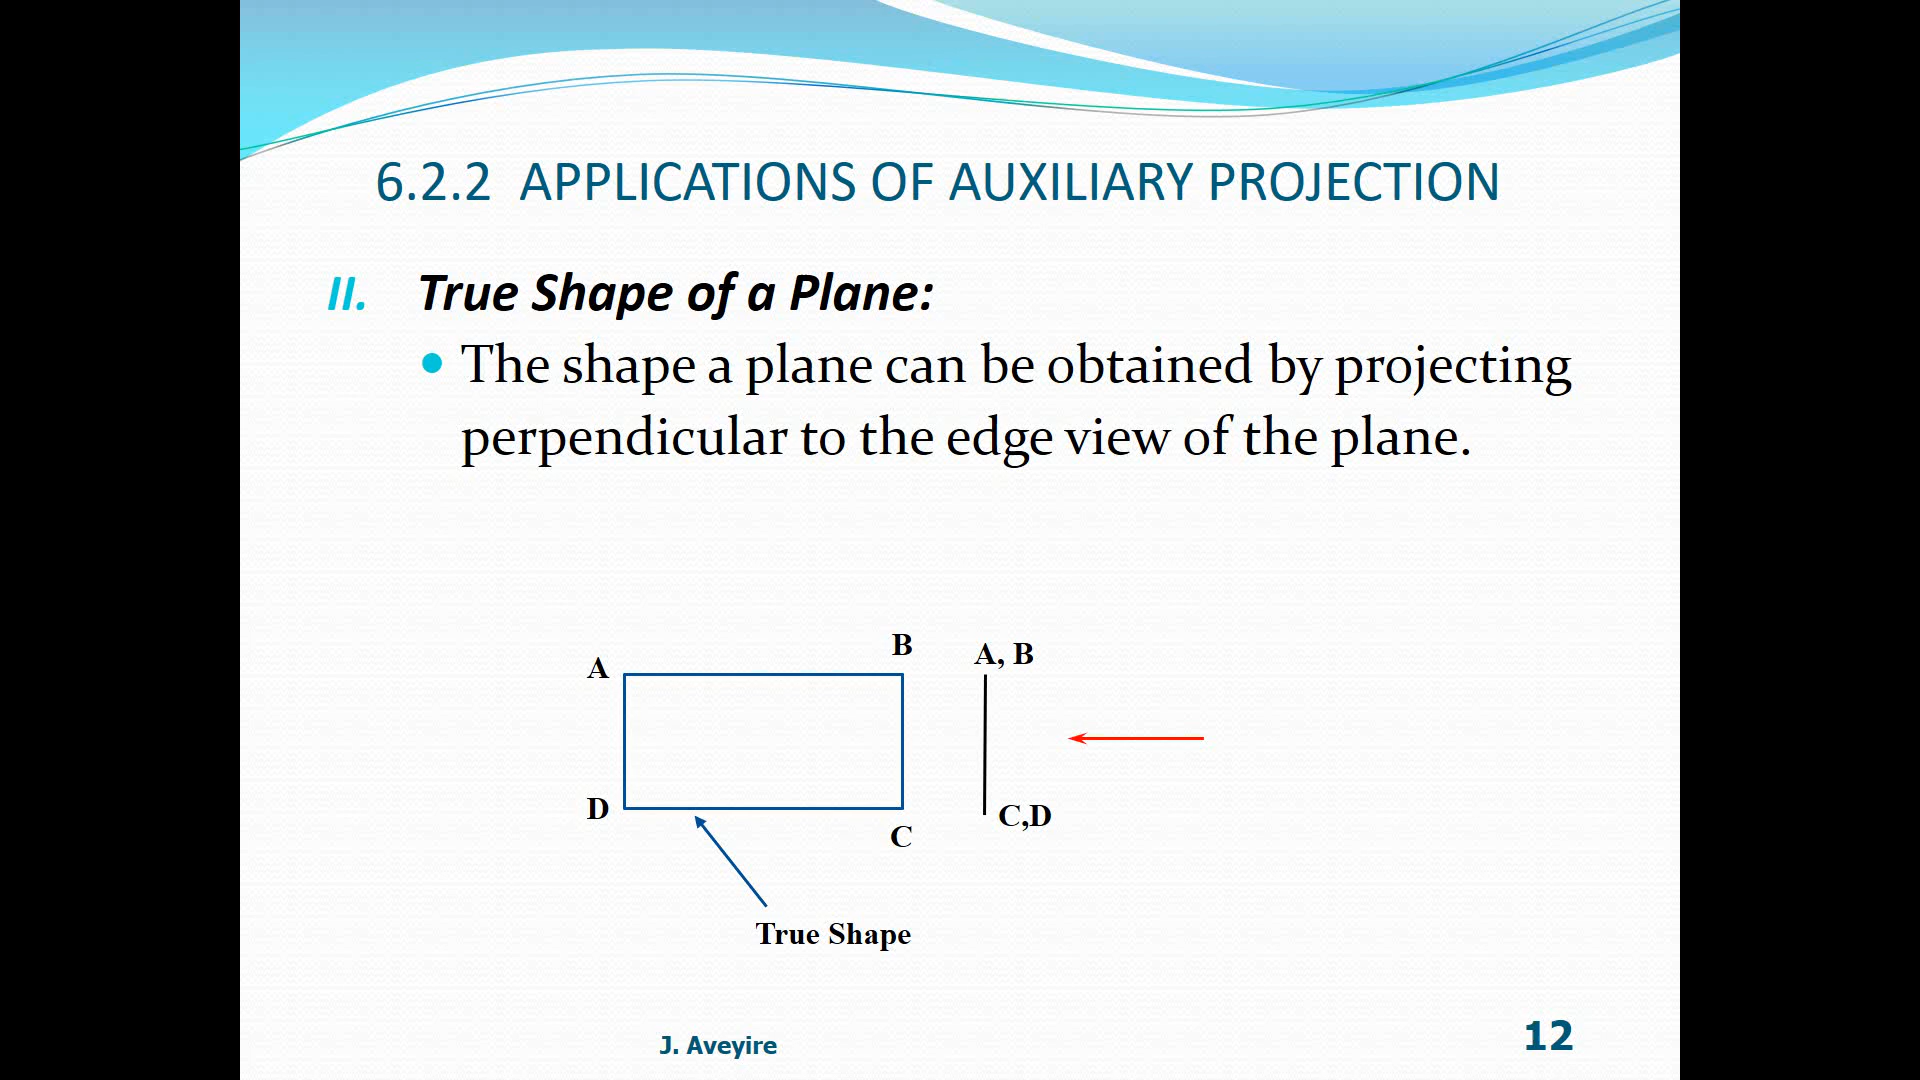 6.2.2 APPLICATIONS OF AUXILIARY PROJECTION
II. True Shape of a Plane:
• The shape a plane can be obtained by projecting
perpendicular to the edge view of the plane.
B
A, B
A
D
C
C,D
True Shape
J. Aveyire
12